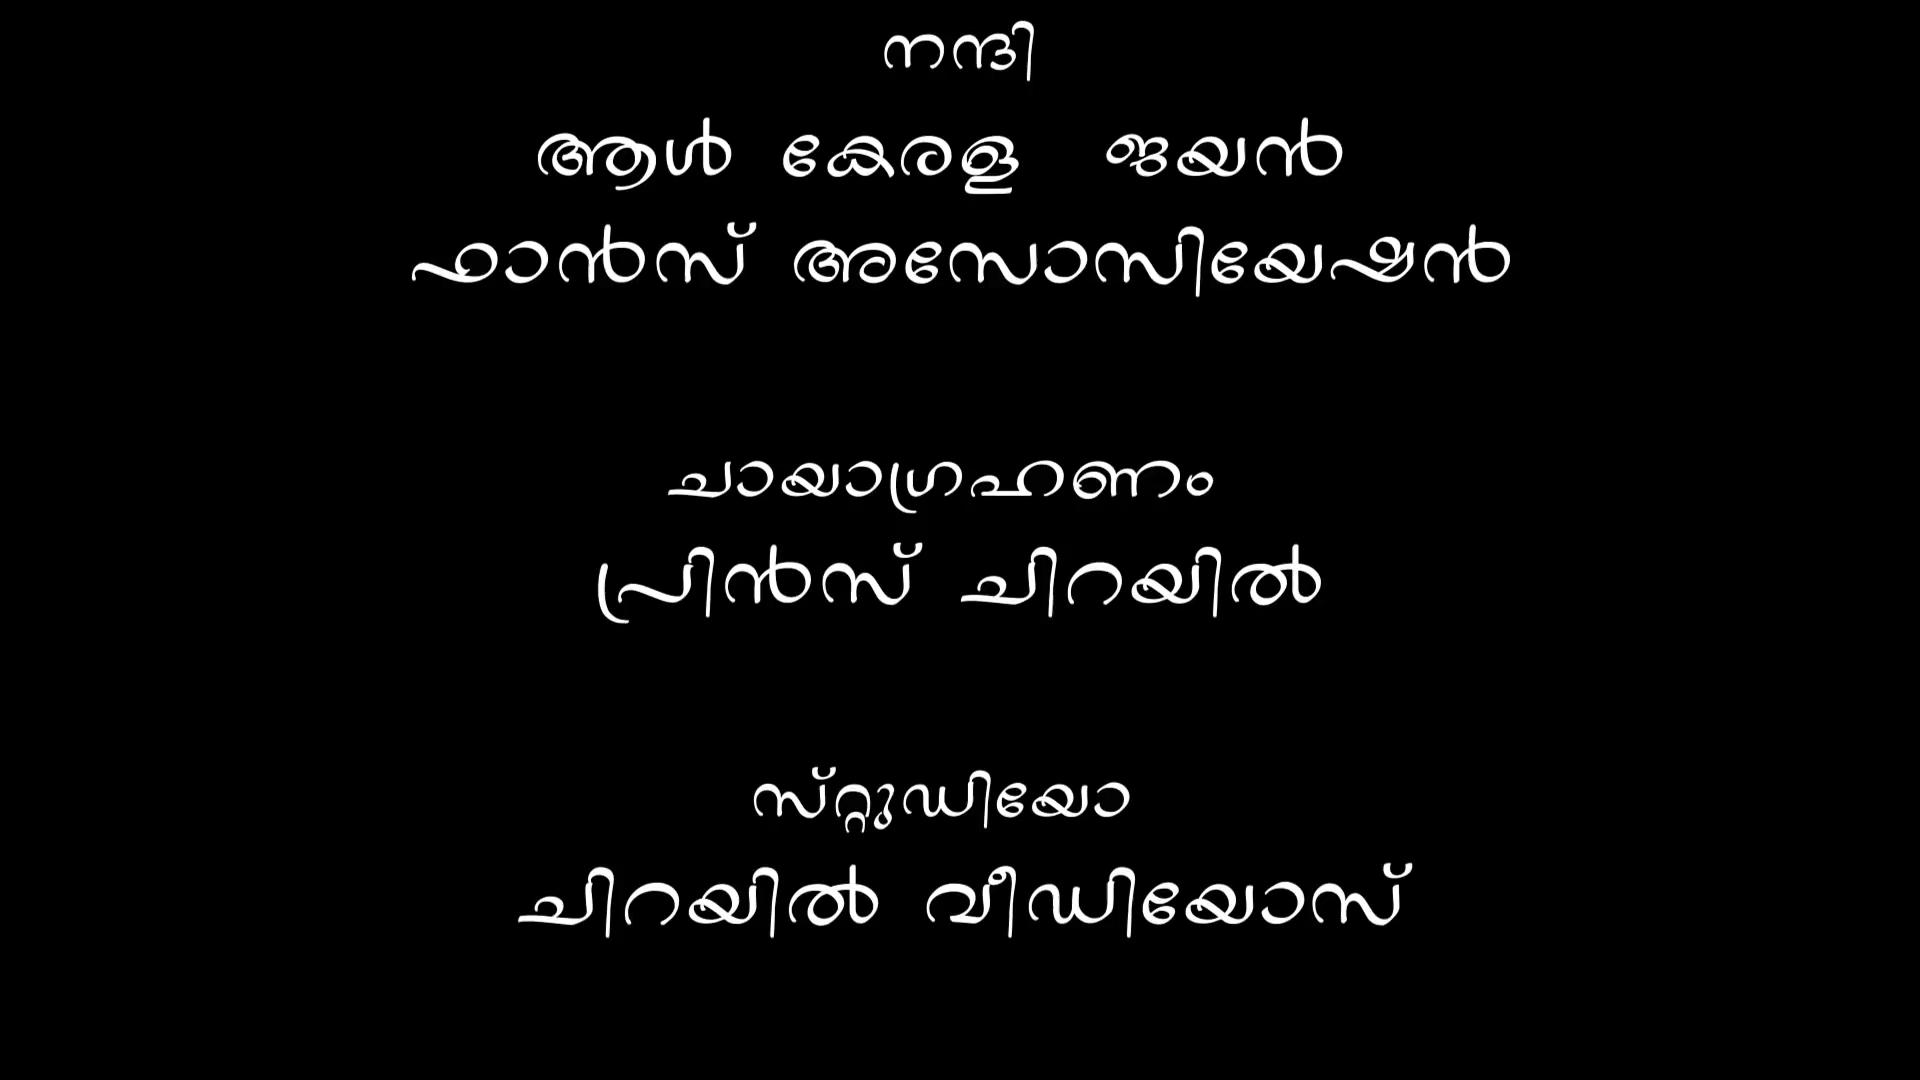 നന്ദി
ആൾ കേരള ജയൻ
ഫാൻസ് അസോസിയേഷൻ
ചായാഗ്രഹണം
പ്രിൻസ് ചിറയിൽ
സ്റ്റുഡിയോ
ചിറയിൽ വീഡിയോസ്